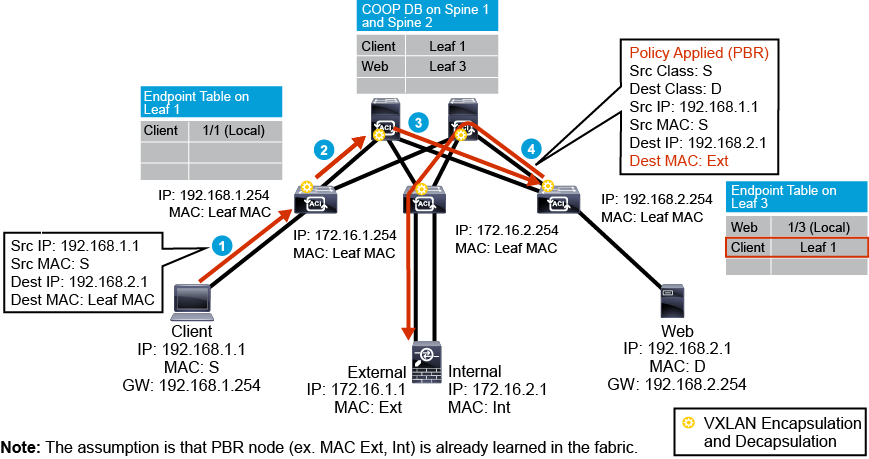 COOP DB on Spine 1
and Spine 2
Client Leaf 1
Web Leaf 3
Endpoint Table on
Leaf 1
Client 1/1 (Local)
Policy Applied (PBR)
Src Class: S
Dest Class: D
Src IP: 192.168.1.1
Src MAC: S
Dest IP: 192.168.2.1
Dest MAC: Ext
ACI
ACI
2
3
4
IP: 192.168.1.254
MAC: Leaf MAC
ACI
ACI
ACI
IP: 192.168.2.254
MAC: Leaf MAC
Endpoint Table on
Leaf 3
Web 1/3 (Local)
Client Leaf 1
IP: 172.16.1.254
MAC: Leaf MAC
IP: 172.16.2.254
MAC: Leaf MAC
1
Src IP: 192.168.1.1
Src MAC: S
Dest IP: 192.168.2.1
Dest MAC: Leaf MAC
Client
IP: 192.168.1.1
MAC: S
GW: 192.168.1.254
External
IP: 172.16.1.1
MAC: Ext
Internal
IP: 172.16.2.1
MAC: Int
Web
IP: 192.168.2.1
MAC: D
GW: 192.168.2.254
VXLAN Encapsulation
and Decapsulation
Note: The assumption is that PBR node (ex. MAC Ext, Int) is already learned in the fabric.